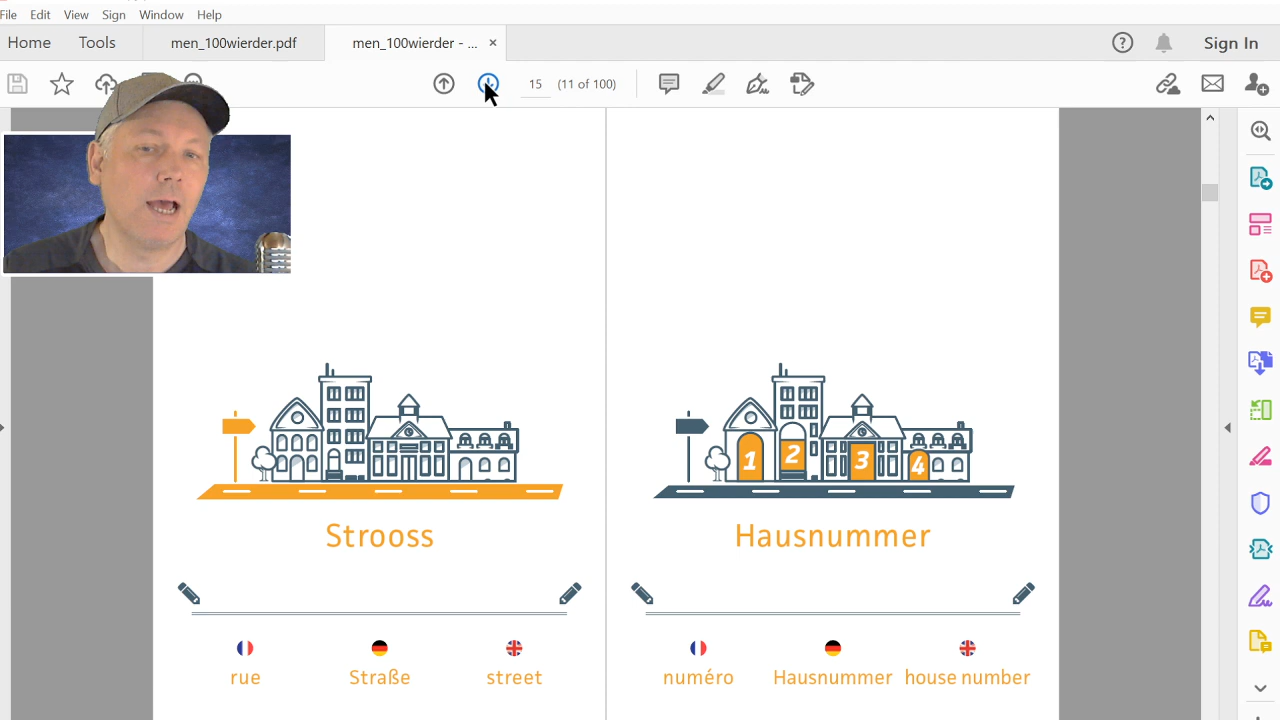 File Edit View Sign Window Help
Home Tools men_100wierder.pdf men_100wierder - ... × Sign In
15 (11 of 100)
1 2 3 4
Strooss Hausnummer
rue Straße street numéro Hausnummer house number